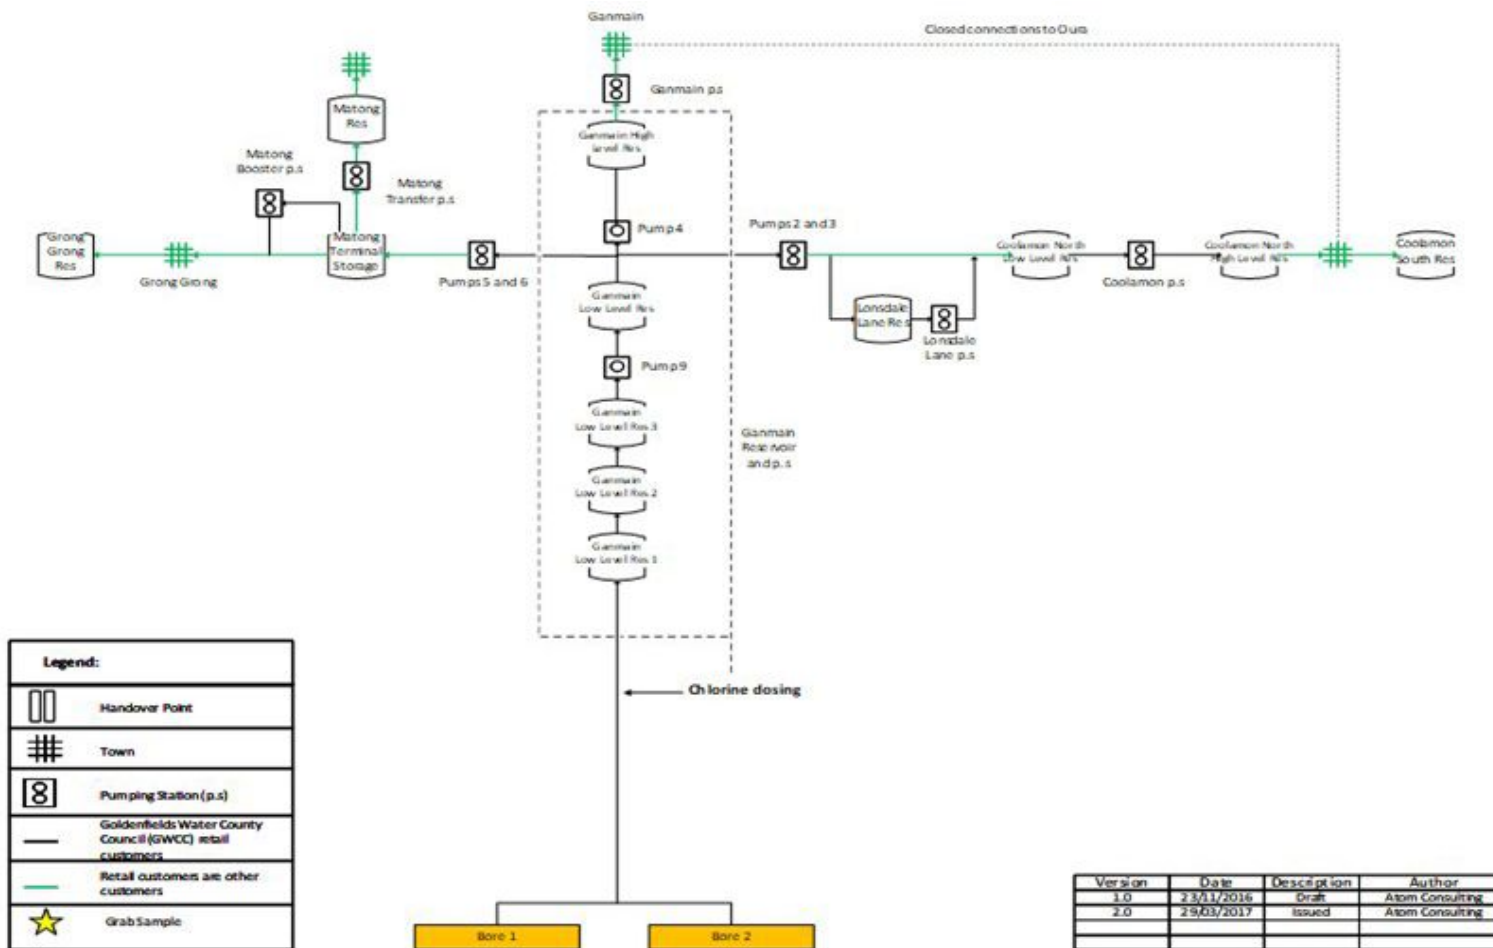 Ganmain
Closed connections to Oura
Ganmain p.s
Matong
Res
Ganmain High
Level Res
Matong
Booster p.s
Matong
Transfer p.s
Pump 4
Pumps 2 and 3
Grong
Grong
Res
Grong Grong
Matong
Terminal
Storage
Pumps 5 and 6
Coolamon North
Low Level Res
Coolamon p.s
Coolamon North
High Level Res
Coolamon
South Res
Ganmain
Low Level Res
Lonsdale
Lane Res
Lonsdale
Lane p.s
Pump 9
Ganmain
Low Level Res 3
Ganmain
Reservoir
and p.s
Ganmain
Low Level Res 2
Ganmain
Low Level Res 1
Chlorine dosing
Legend:
Handover Point
Town
Pumping Station (p.s)
Goldenfields Water County
Council (GWCC) retail
customers
Retail customers are other
customers
Grab Sample
Bore 1
Bore 2
Version Date Description Author
1.0 23/11/2016 Draft Atom Consulting
2.0 29/03/2017 Issued Atom Consulting